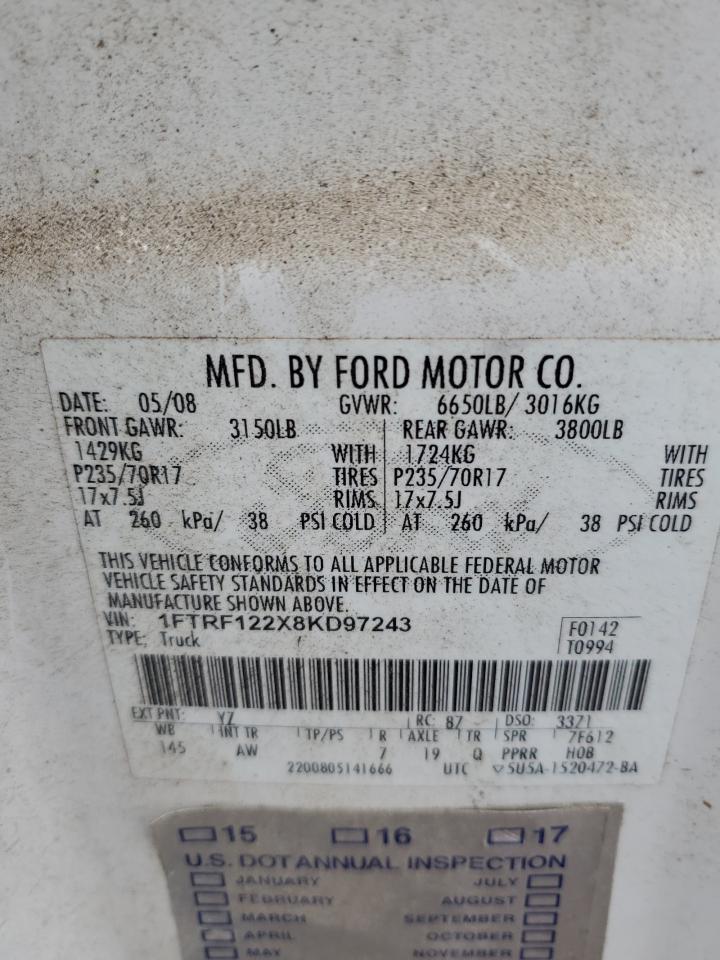 MFD. BY FORD MOTOR CO.
DATE: 05/08 GVWR: 6650LB/ 3016KG
FRONT GAWR: 3150LB REAR GAWR: 3800LB
1429KG WITH 1724KG WITH
P235/70R17 TIRES P235/70R17 TIRES
17x7.5J RIMS 17x7.5J RIMS
AT 260 kPa/ 38 PSI COLD AT 260 kPa/ 38 PSI COLD
THIS VEHICLE CONFORMS TO ALL APPLICABLE FEDERAL MOTOR
VEHICLE SAFETY STANDARDS IN EFFECT ON THE DATE OF
MANUFACTURE SHOWN ABOVE.
VIN: 1FTRF122X8KD97243 F0142
TYPE: Truck T0994
EXT PNT: YZ RC: 87 DSO: 3371
WB INT TR TP/PS R AXLE TR SPR 7F612
145 AW 7 19 Q PPRR H0B
2200805141666 UTC 5U5A-1520472-BA
15 16 17
U.S. DOT ANNUAL INSPECTION
JANUARY JULY
FEBRUARY AUGUST
MARCH SEPTEMBER
APRIL OCTOBER
MAY NOVEMBER